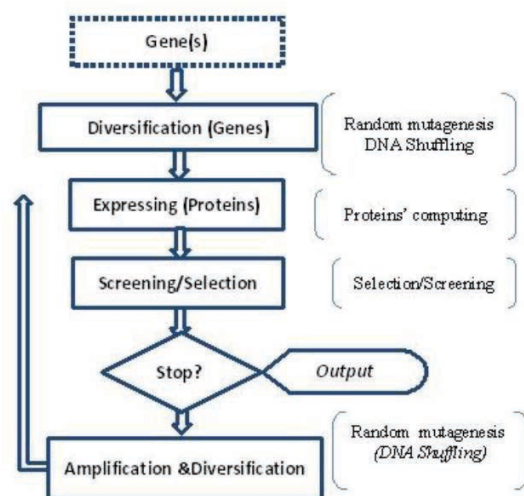 Gene(s)
Diversification (Genes)
Random mutagenesis
DNA Shuffling
Expressing (Proteins)
Proteins' computing
Screening/Selection
Selection/Screening
Stop?
Output
Amplification &Diversification
Random mutagenesis
(DNA Shuffling)